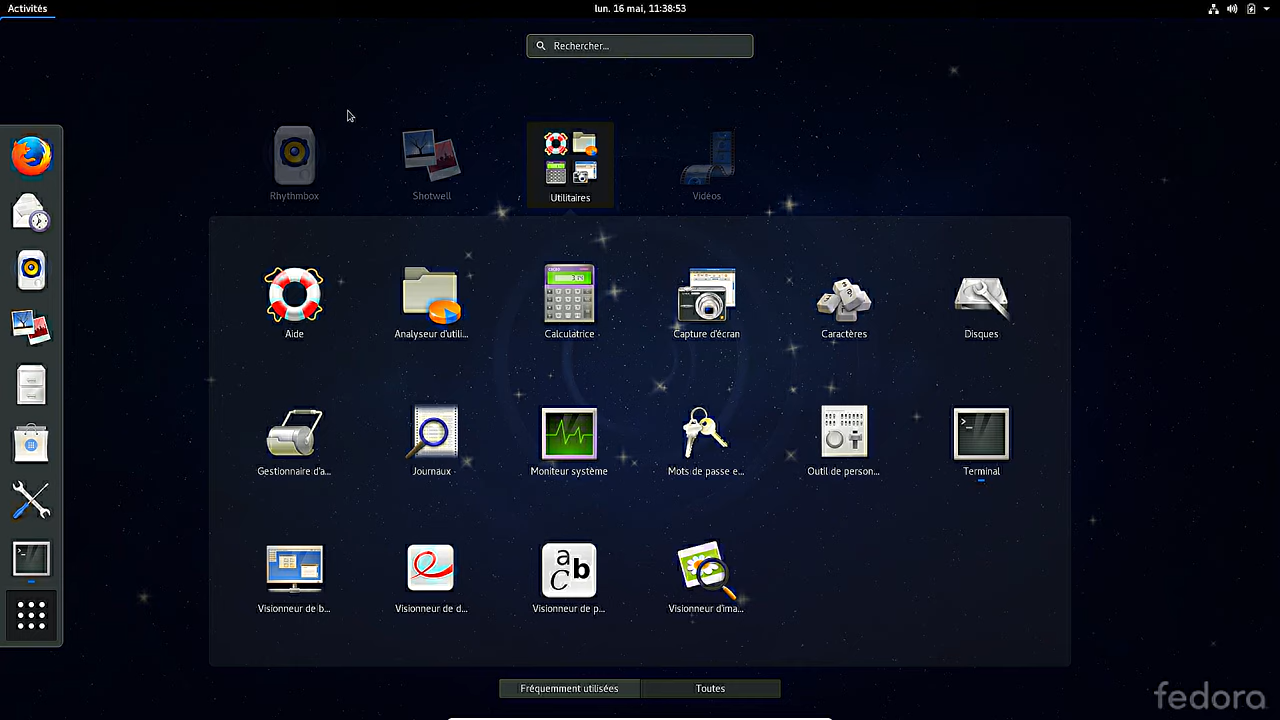 Activités
lun. 16 mai, 11:38:53
Rechercher...
Rhythmbox
Shotwell
Utilitaires
Vidéos
Aide
Analyseur d'utili...
Calculatrice
Capture d'écran
Caractères
Disques
Gestionnaire d'a...
Journaux
Moniteur système
Mots de passe e...
Outil de person...
Terminal
Visionneur de b...
Visionneur de d...
a
c b
Visionneur de p...
Visionneur d'ima...
Fréquemment utilisées
Toutes
fedora